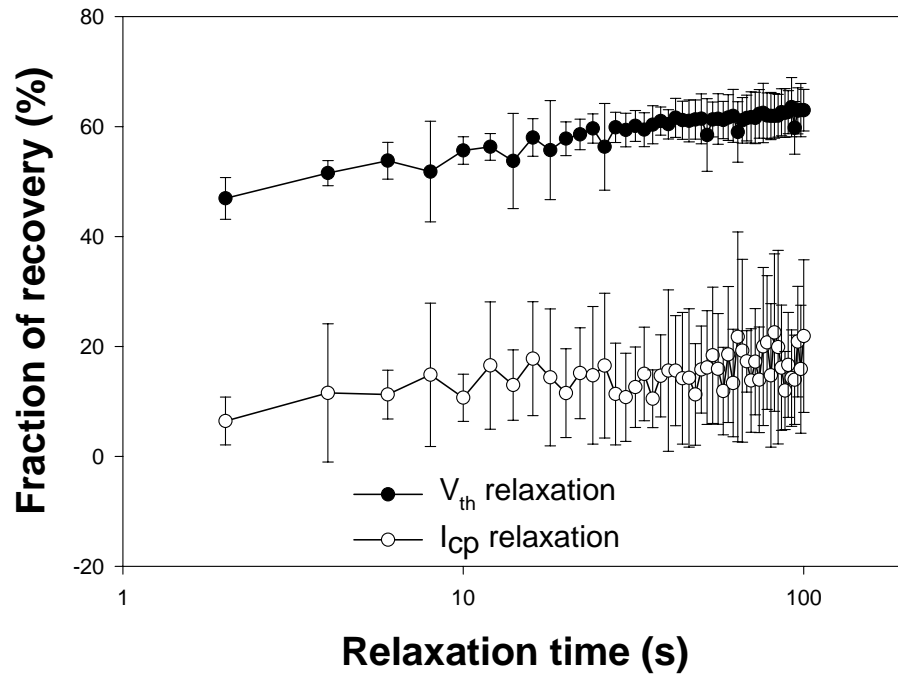 80
60
40
20
0
-20
1 10 100
Fraction of recovery (%)
Relaxation time (s)
Vth relaxation
Icp relaxation